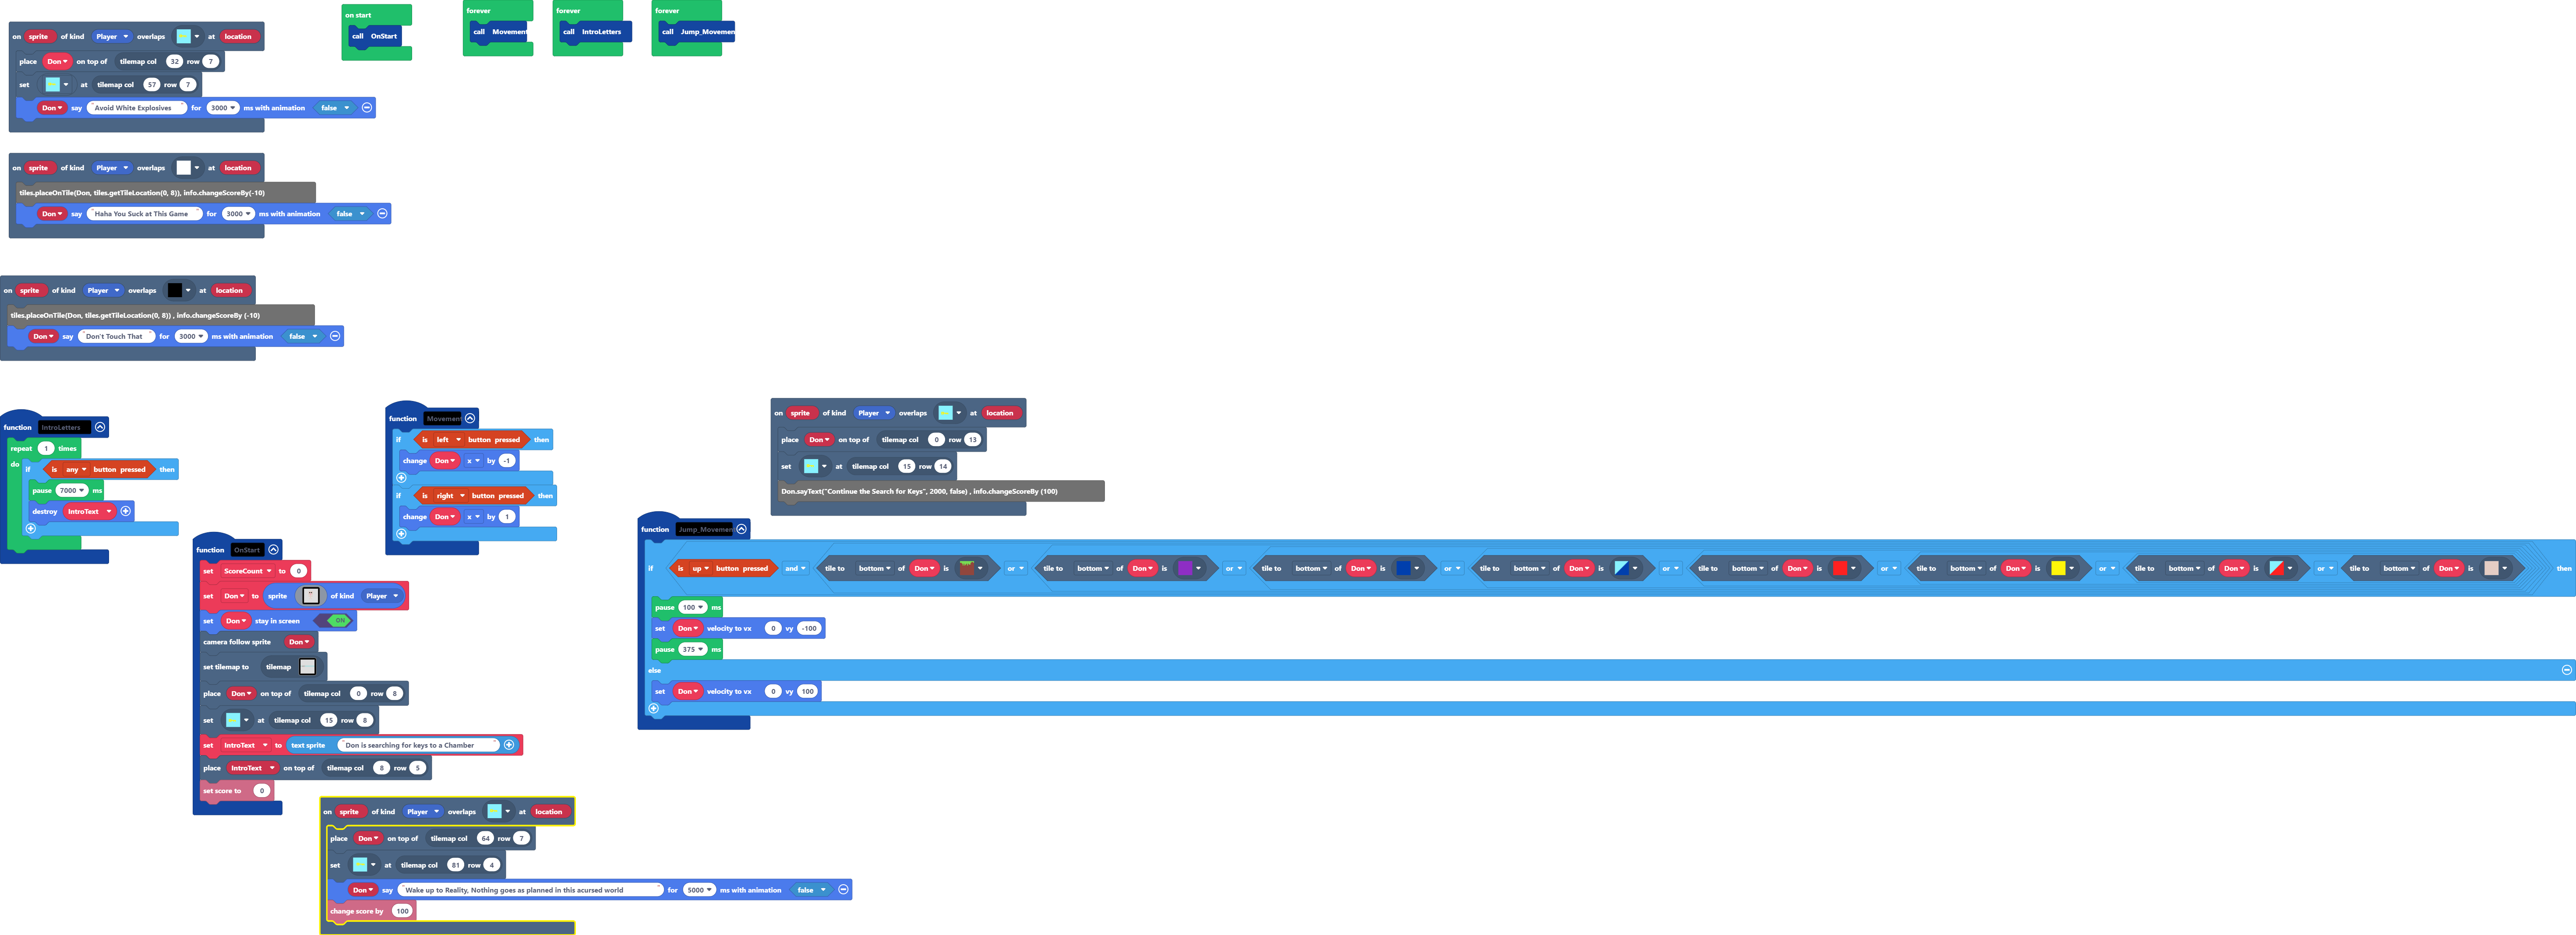 on start
call OnStart
forever
call Movement
forever
call IntroLetters
forever
call Jump_Movemen
on sprite of kind Player overlaps at location
place Don on top of tilemap col 32 row 7
set at tilemap col 57 row 7
Don say "Avoid White Explosives" for 3000 ms with animation false
on sprite of kind Player overlaps at location
tiles.placeOnTile(Don, tiles.getTileLocation(0, 8)), info.changeScoreBy(-10)
Don say "Haha You Suck at This Game" for 3000 ms with animation false
on sprite of kind Player overlaps at location
tiles.placeOnTile(Don, tiles.getTileLocation(0, 8)) , info.changeScoreBy (-10)
Don say "Don't Touch That" for 3000 ms with animation false
function IntroLetters
repeat 1 times
do if is any button pressed then
pause 7000 ms
destroy IntroText
function Movement
if is left button pressed then
change Don x by -1
if is right button pressed then
change Don x by 1
on sprite of kind Player overlaps at location
place Don on top of tilemap col 0 row 13
set at tilemap col 15 row 14
Don.sayText("Continue the Search for Keys", 2000, false) , info.changeScoreBy (100)
function OnStart
set ScoreCount to 0
set Don to sprite of kind Player
set Don stay in screen ON
camera follow sprite Don
set tilemap to tilemap
place Don on top of tilemap col 0 row 8
set at tilemap col 15 row 8
set IntroText to text sprite "Don is searching for keys to a Chamber"
place IntroText on top of tilemap col 8 row 5
set score to 0
function Jump_Movemen
if is up button pressed and tile to bottom of Don is or tile to bottom of Don is or tile to bottom of Don is or tile to bottom of Don is or tile to bottom of Don is or tile to bottom of Don is or tile to bottom of Don is or tile to bottom of Don is then
pause 100 ms
set Don velocity to vx 0 vy -100
pause 375 ms
else
set Don velocity to vx 0 vy 100
on sprite of kind Player overlaps at location
place Don on top of tilemap col 64 row 7
set at tilemap col 81 row 4
Don say "Wake up to Reality, Nothing goes as planned in this acursed world" for 5000 ms with animation false
change score by 100